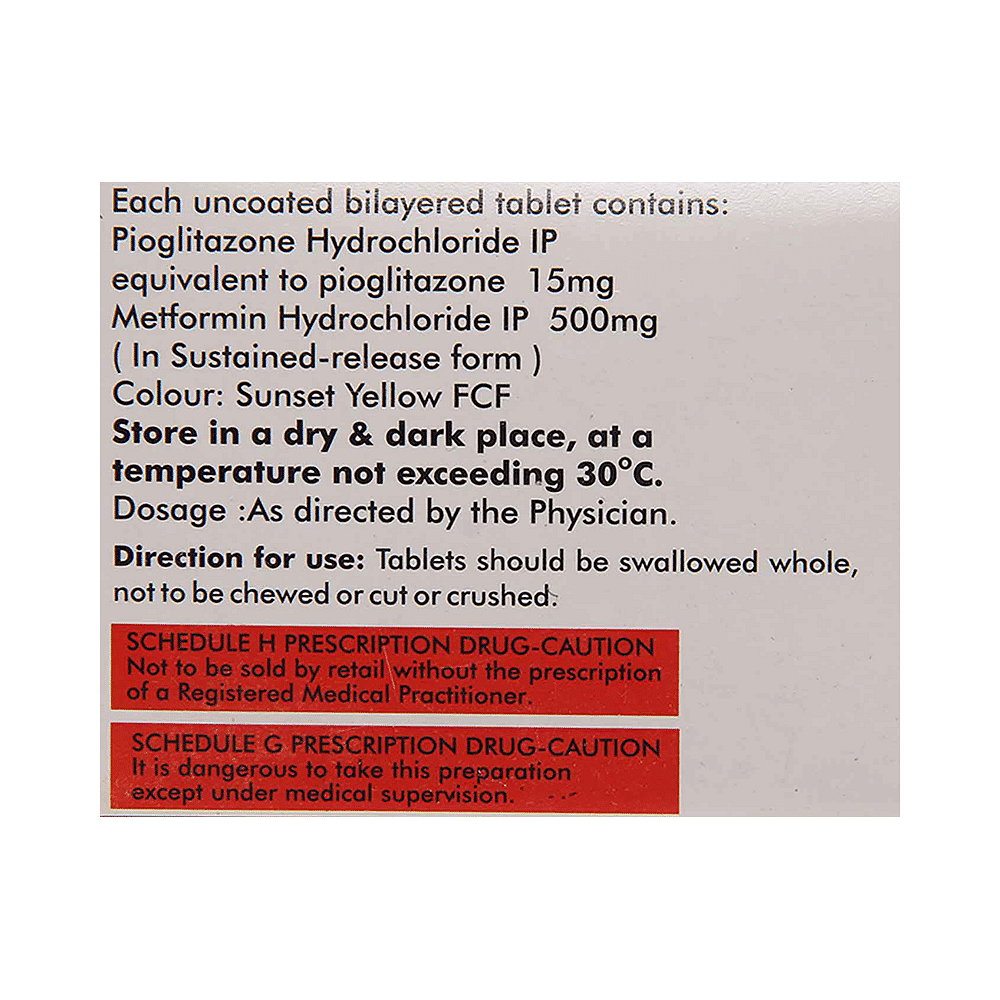 Each uncoated bilayered tablet contains:
Pioglitazone Hydrochloride IP
equivalent to pioglitazone 15mg
Metformin Hydrochloride IP 500mg
( In Sustained-release form )
Colour: Sunset Yellow FCF
Store in a dry & dark place, at a
temperature not exceeding 30°C.
Dosage :As directed by the Physician.
Direction for use: Tablets should be swallowed whole,
not to be chewed or cut or crushed.
SCHEDULE H PRESCRIPTION DRUG-CAUTION
Not to be sold by retail without the prescription
of a Registered Medical Practitioner.
SCHEDULE G PRESCRIPTION DRUG-CAUTION
It is dangerous to take this preparation
except under medical supervision.